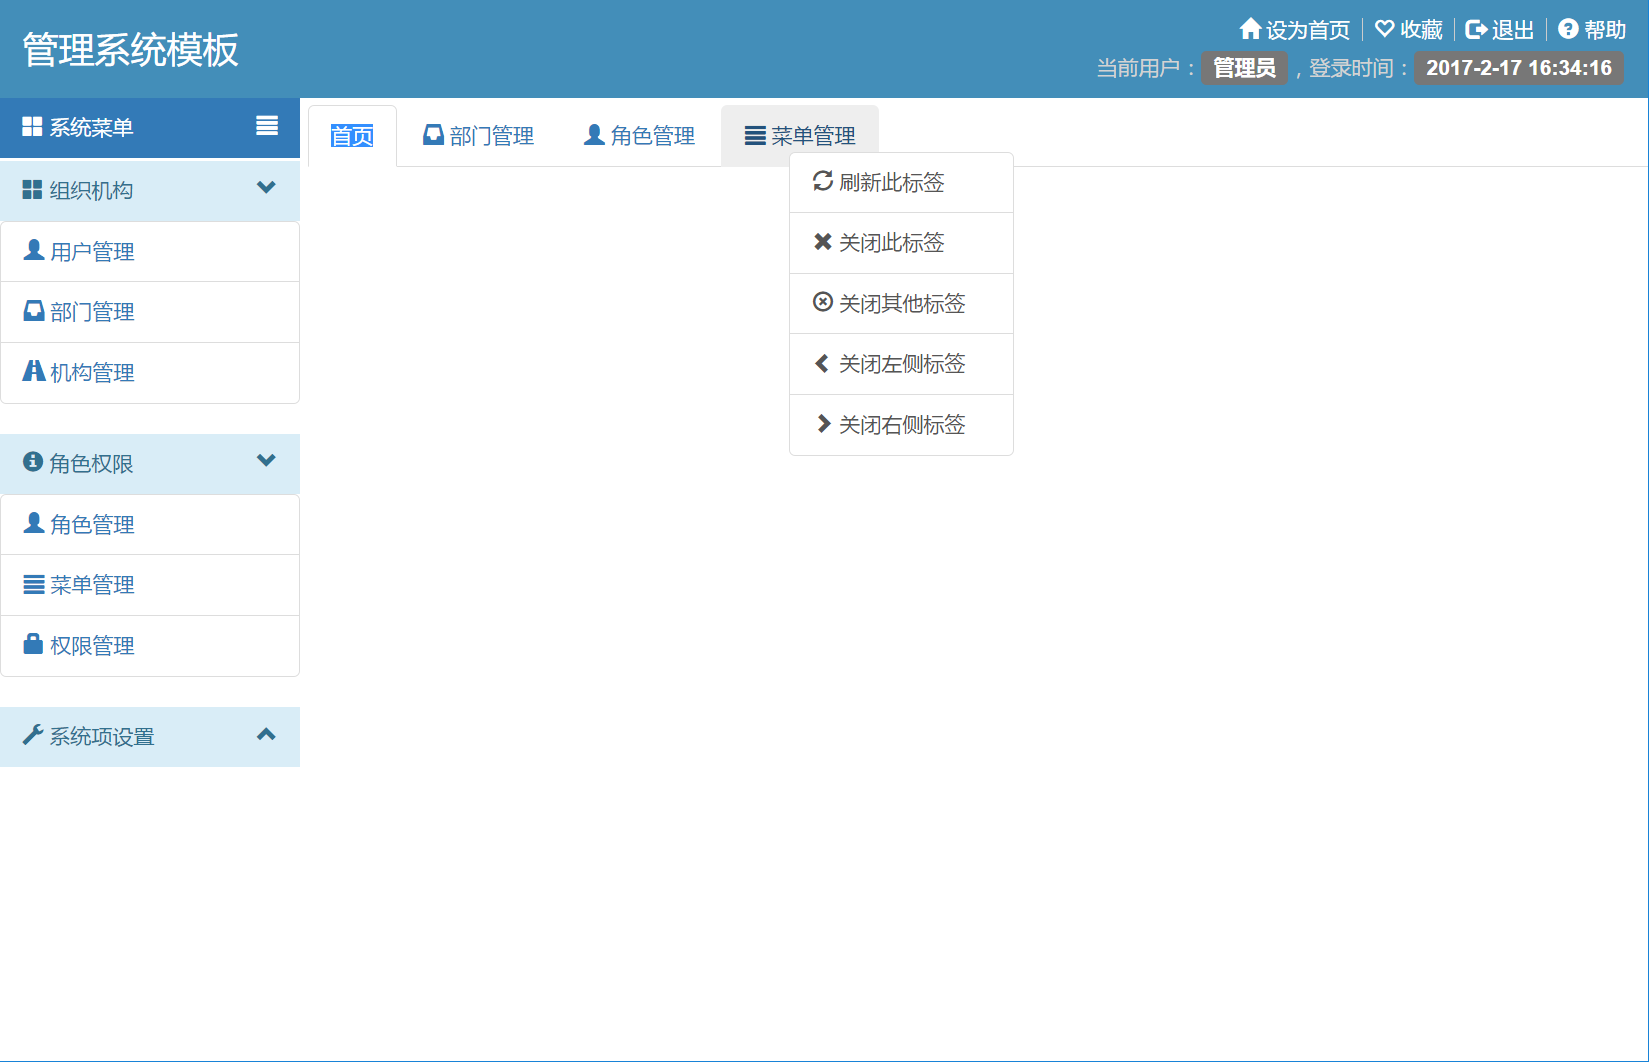 管理系统模板
设为首页 收藏 退出 帮助
当前用户：管理员，登录时间：2017-2-17 16:34:16
系统菜单
组织机构
用户管理
部门管理
机构管理
角色权限
角色管理
菜单管理
权限管理
系统项设置
首页 部门管理 角色管理 菜单管理
刷新此标签
关闭此标签
关闭其他标签
关闭左侧标签
关闭右侧标签